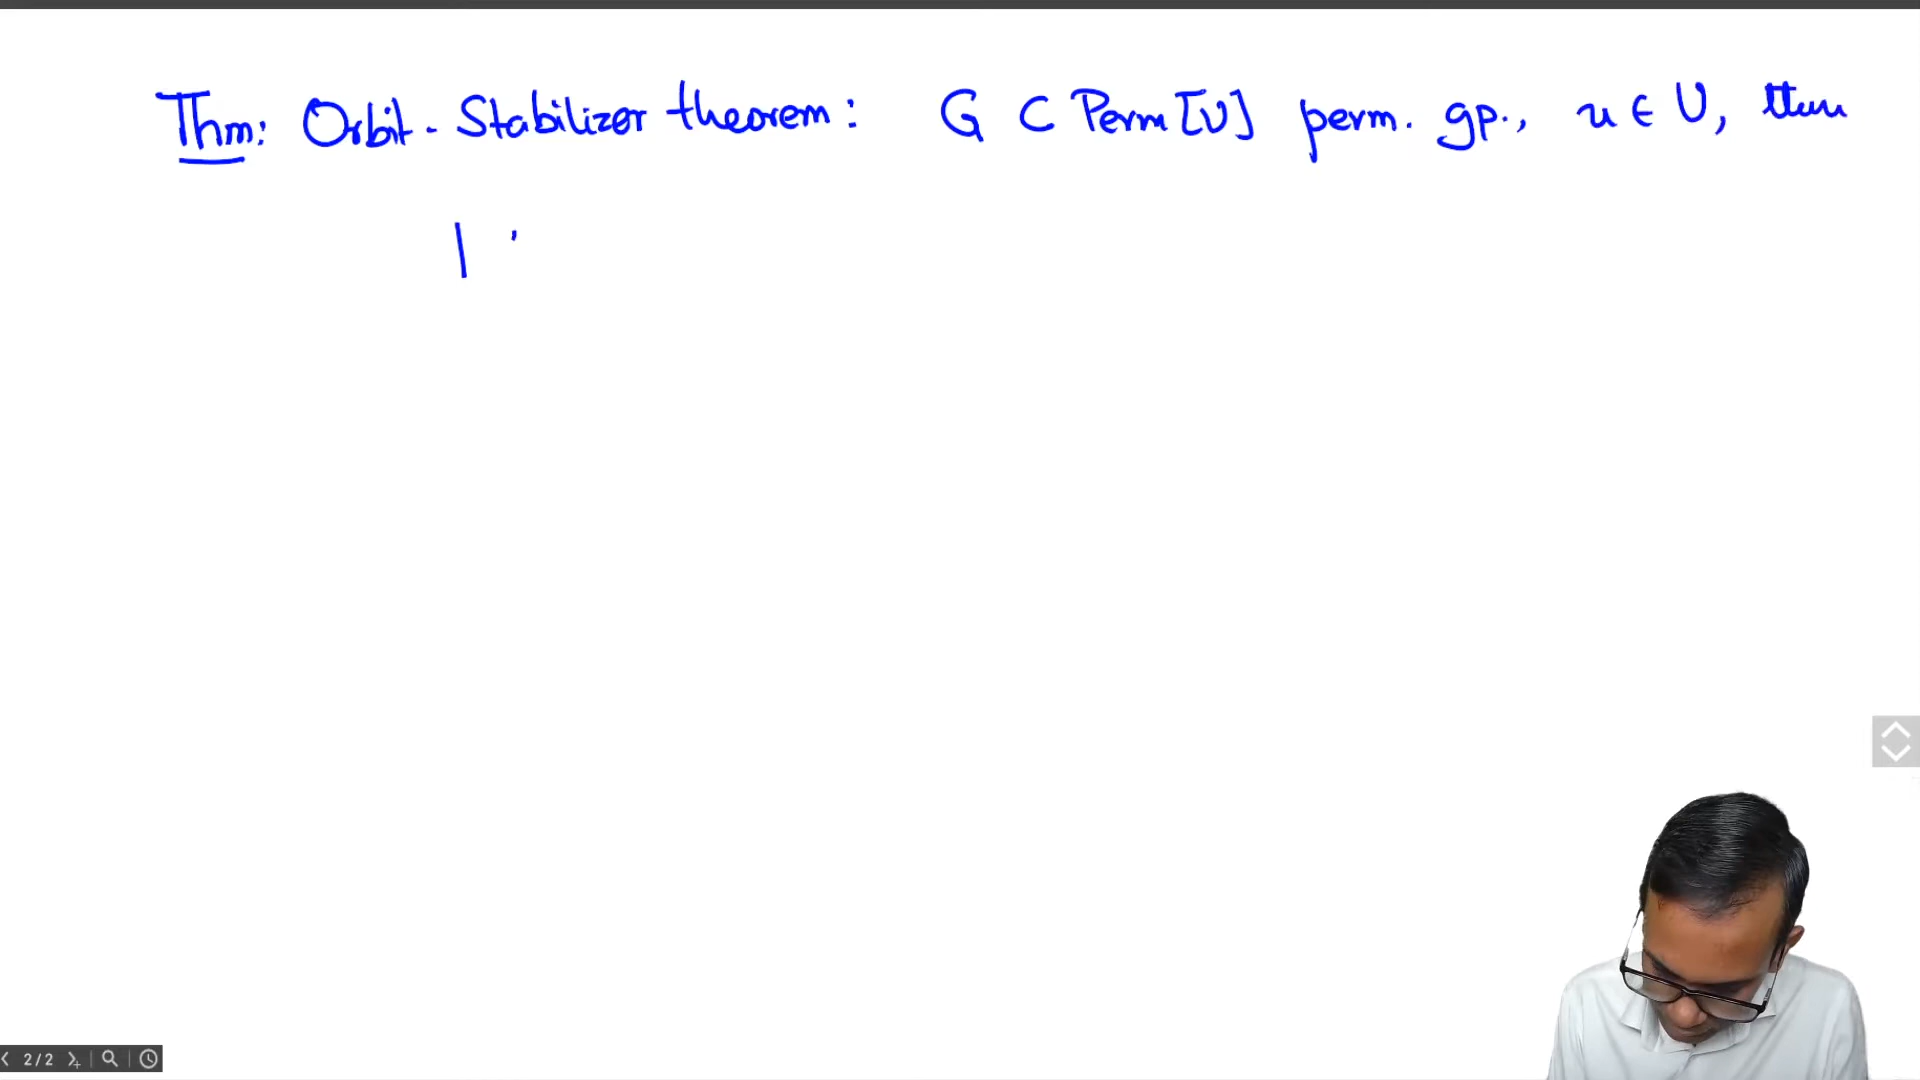 Thm: Orbit-Stabilizer theorem: G ⊂ Perm[U] perm. gp., u ∈ U, then
|
2/2